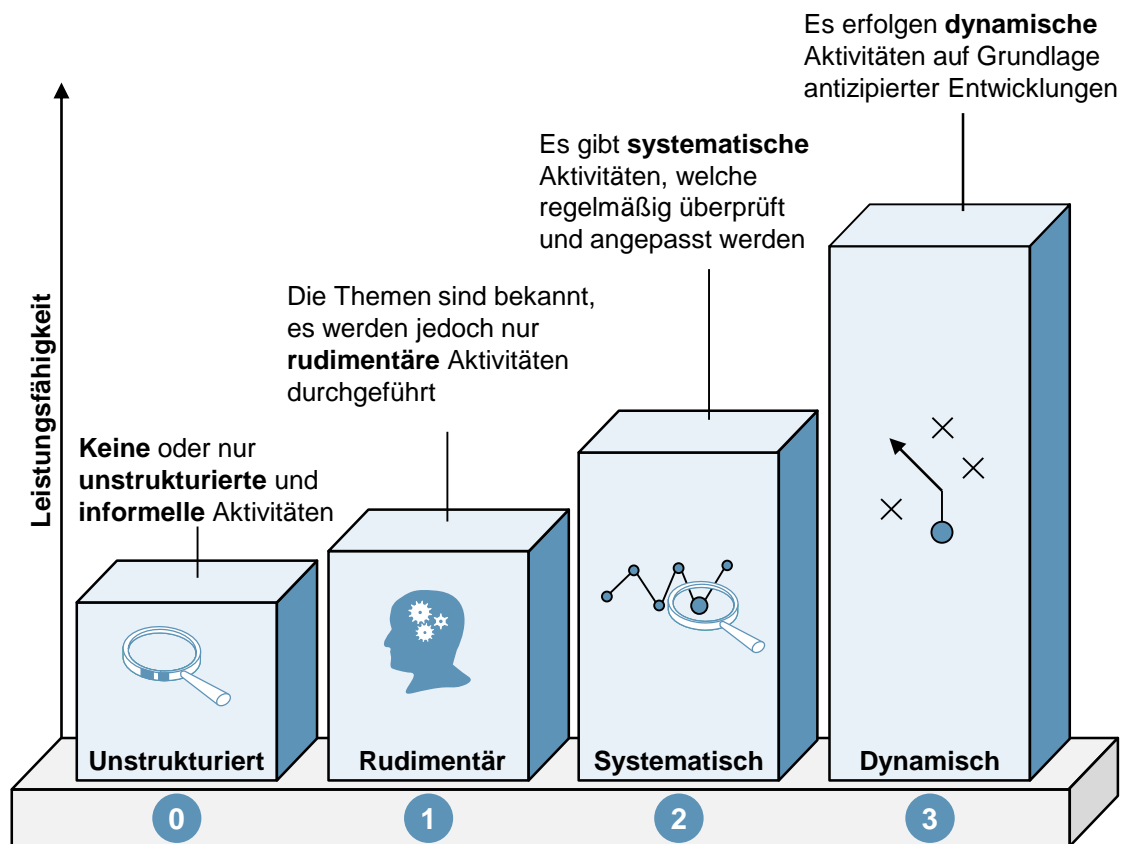 Es erfolgen dynamische
Aktivitäten auf Grundlage
antizipierter Entwicklungen
Es gibt systematische
Aktivitäten, welche
regelmäßig überprüft
und angepasst werden
Die Themen sind bekannt,
es werden jedoch nur
rudimentäre Aktivitäten
durchgeführt
Keine oder nur
unstrukturierte und
informelle Aktivitäten
Leistungsfähigkeit
Unstrukturiert
Rudimentär
Systematisch
Dynamisch
0
1
2
3